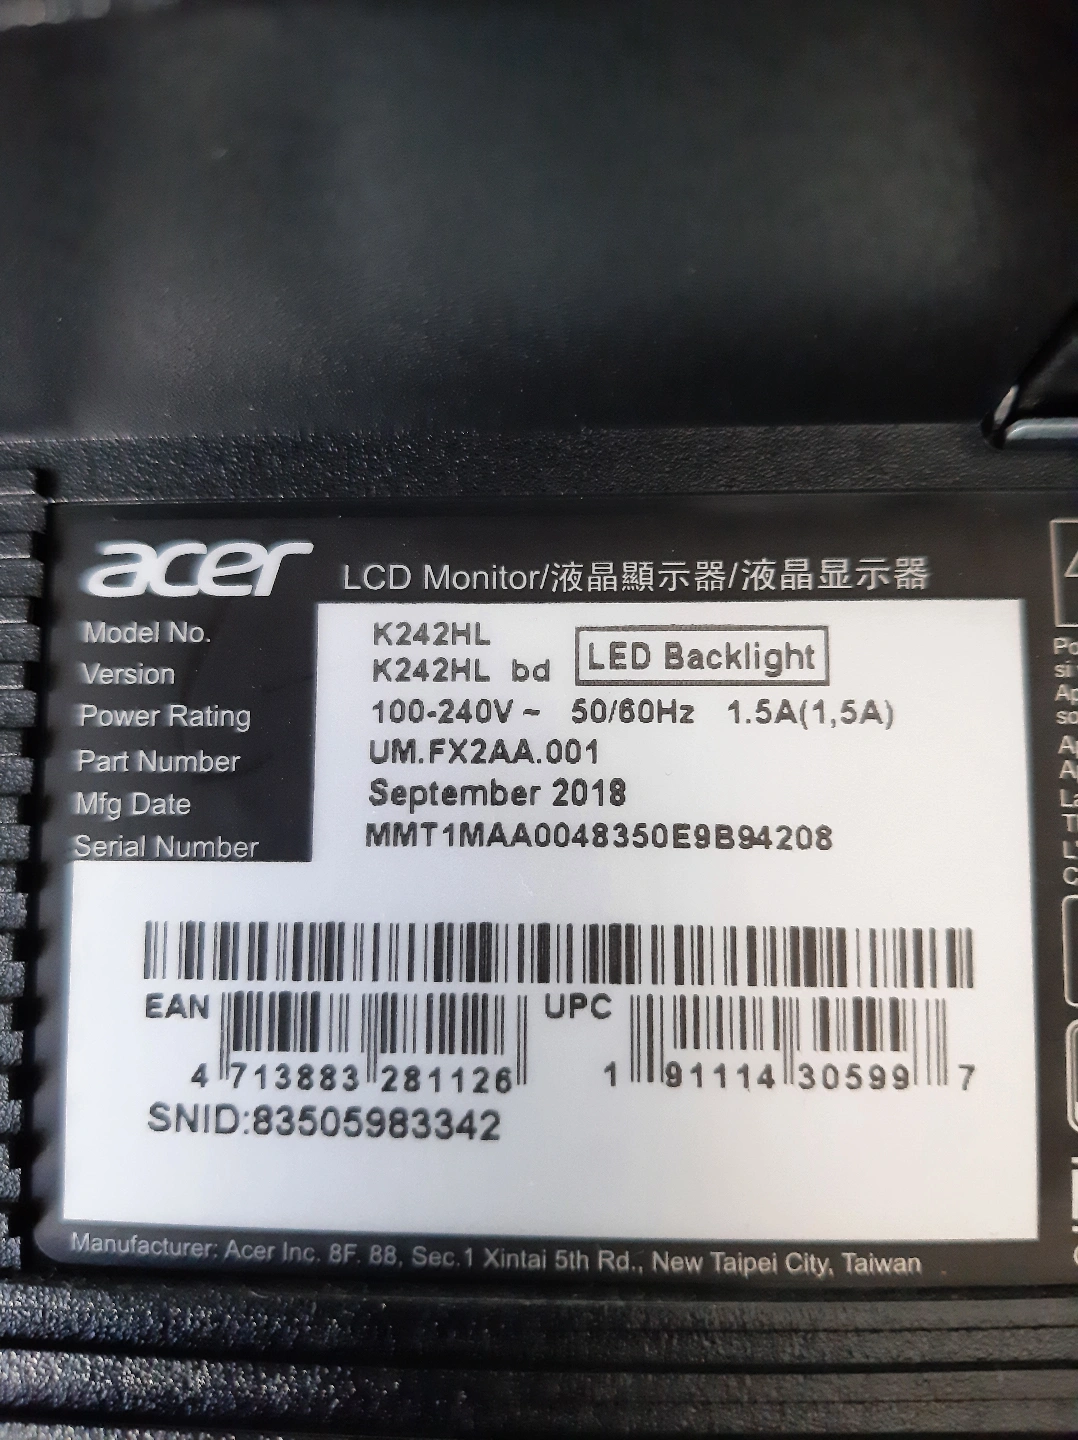 acer LCD Monitor/液晶顯示器/液晶显示器
Model No. K242HL
Version K242HL bd LED Backlight
Power Rating 100-240V~ 50/60Hz 1.5A(1,5A)
Part Number UM.FX2AA.001
Mfg Date September 2018
Serial Number MMT1MAA0048350E9B94208
EAN 4 713883 281126 UPC 1 91114 30599 7
SNID:83505983342
Manufacturer: Acer Inc. 8F. 88, Sec.1 Xintai 5th Rd., New Taipei City, Taiwan